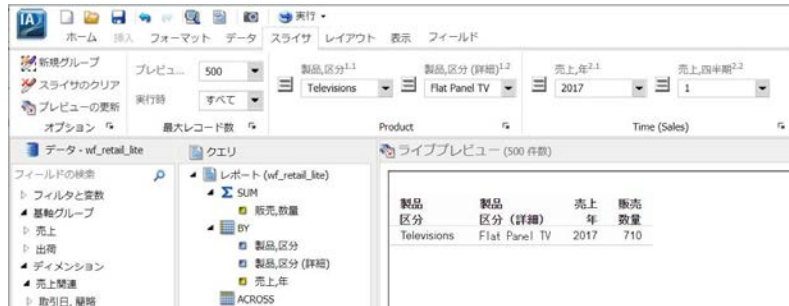 IA
実行
ホーム 挿入 フォーマット データ スライサ レイアウト 表示 フィールド
新規グループ
スライサのクリア
プレビューの更新
オプション
プレビュ... 500
実行時 すべて
最大レコード数
製品,区分1.1
Televisions
製品,区分 (詳細)1.2
Flat Panel TV
Product
売上,年2.1
2017
売上,四半期2.2
1
Time (Sales)
データ - wf_retail_lite
フィールドの検索
フィルタと変数
基軸グループ
売上
出荷
ディメンション
売上関連
取引日, 簡略
クエリ
レポート (wf_retail_lite)
SUM
販売,数量
BY
製品,区分
製品,区分 (詳細)
売上,年
ACROSS
ライブプレビュー (500 件数)
製品 製品 売上 販売
区分 区分 (詳細) 年 数量
Televisions Flat Panel TV 2017 710